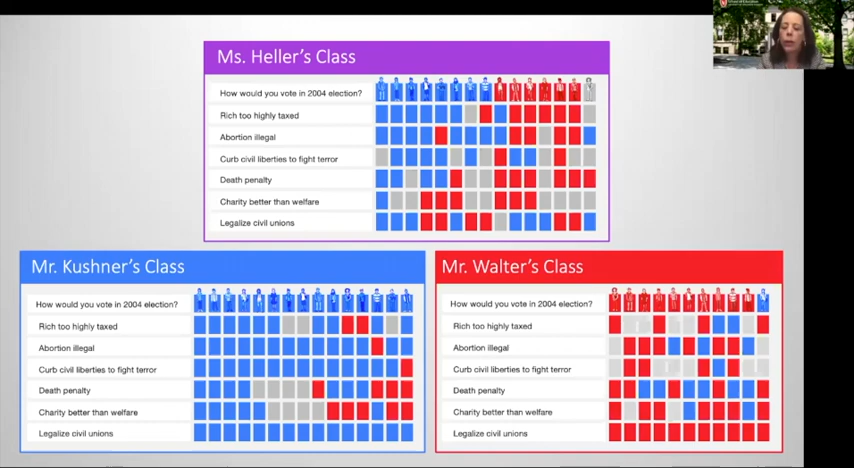 Ms. Heller's Class
How would you vote in 2004 election?
Rich too highly taxed
Abortion illegal
Curb civil liberties to fight terror
Death penalty
Charity better than welfare
Legalize civil unions
Mr. Kushner's Class
How would you vote in 2004 election?
Rich too highly taxed
Abortion illegal
Curb civil liberties to fight terror
Death penalty
Charity better than welfare
Legalize civil unions
Mr. Walter's Class
How would you vote in 2004 election?
Rich too highly taxed
Abortion illegal
Curb civil liberties to fight terror
Death penalty
Charity better than welfare
Legalize civil unions